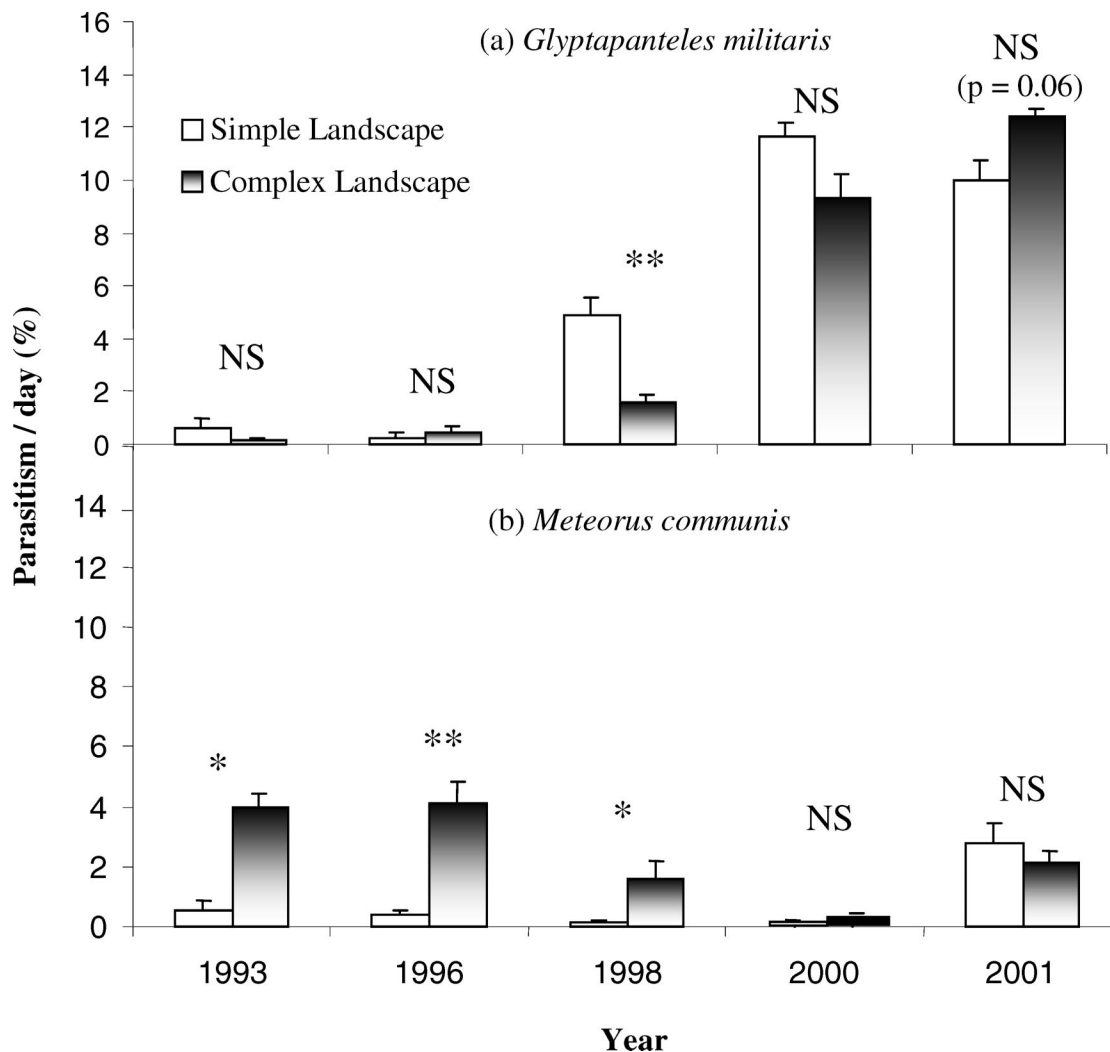 Parasitism / day (%)
16
14
12
10
8
6
4
2
0
(a) Glyptapanteles militaris
Simple Landscape
Complex Landscape
NS
NS
**
NS
NS
(p = 0.06)
14
12
10
8
6
4
2
0
(b) Meteorus communis
*
**
*
NS
NS
1993 1996 1998 2000 2001
Year